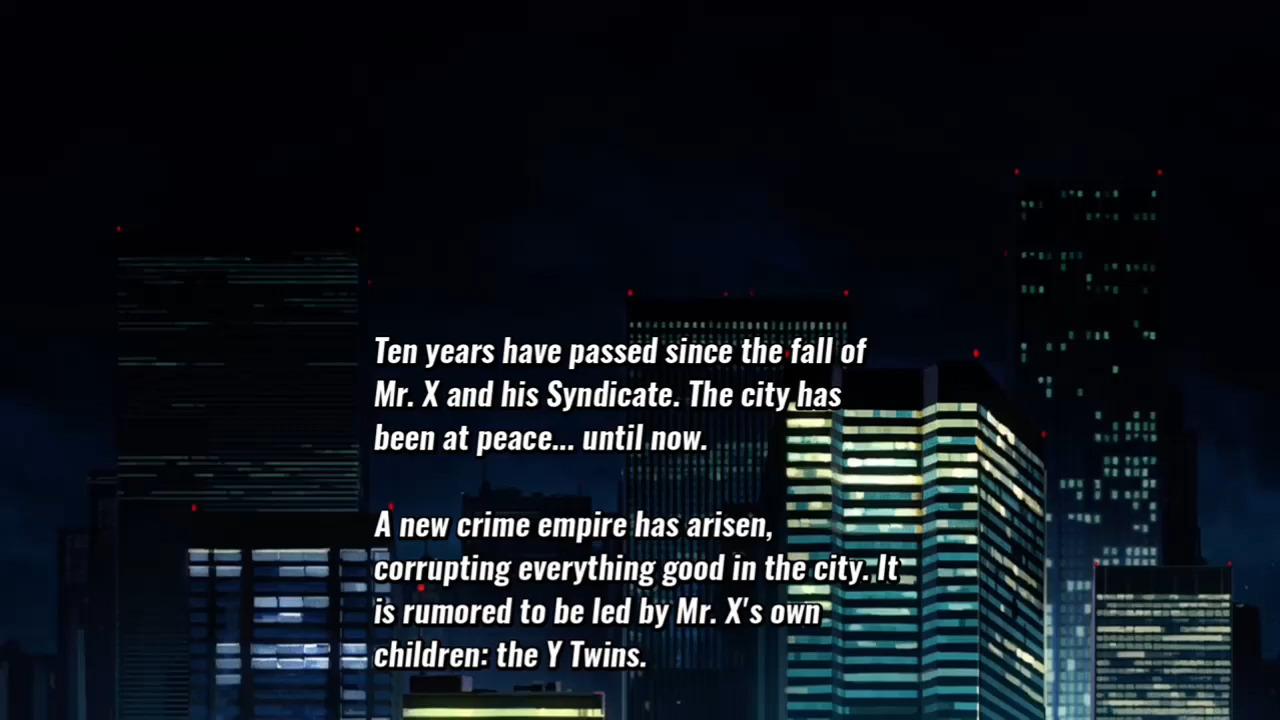 Ten years have passed since the fall of
Mr. X and his Syndicate. The city has
been at peace... until now.
A new crime empire has arisen,
corrupting everything good in the city. It
is rumored to be led by Mr. X's own
children: the Y Twins.